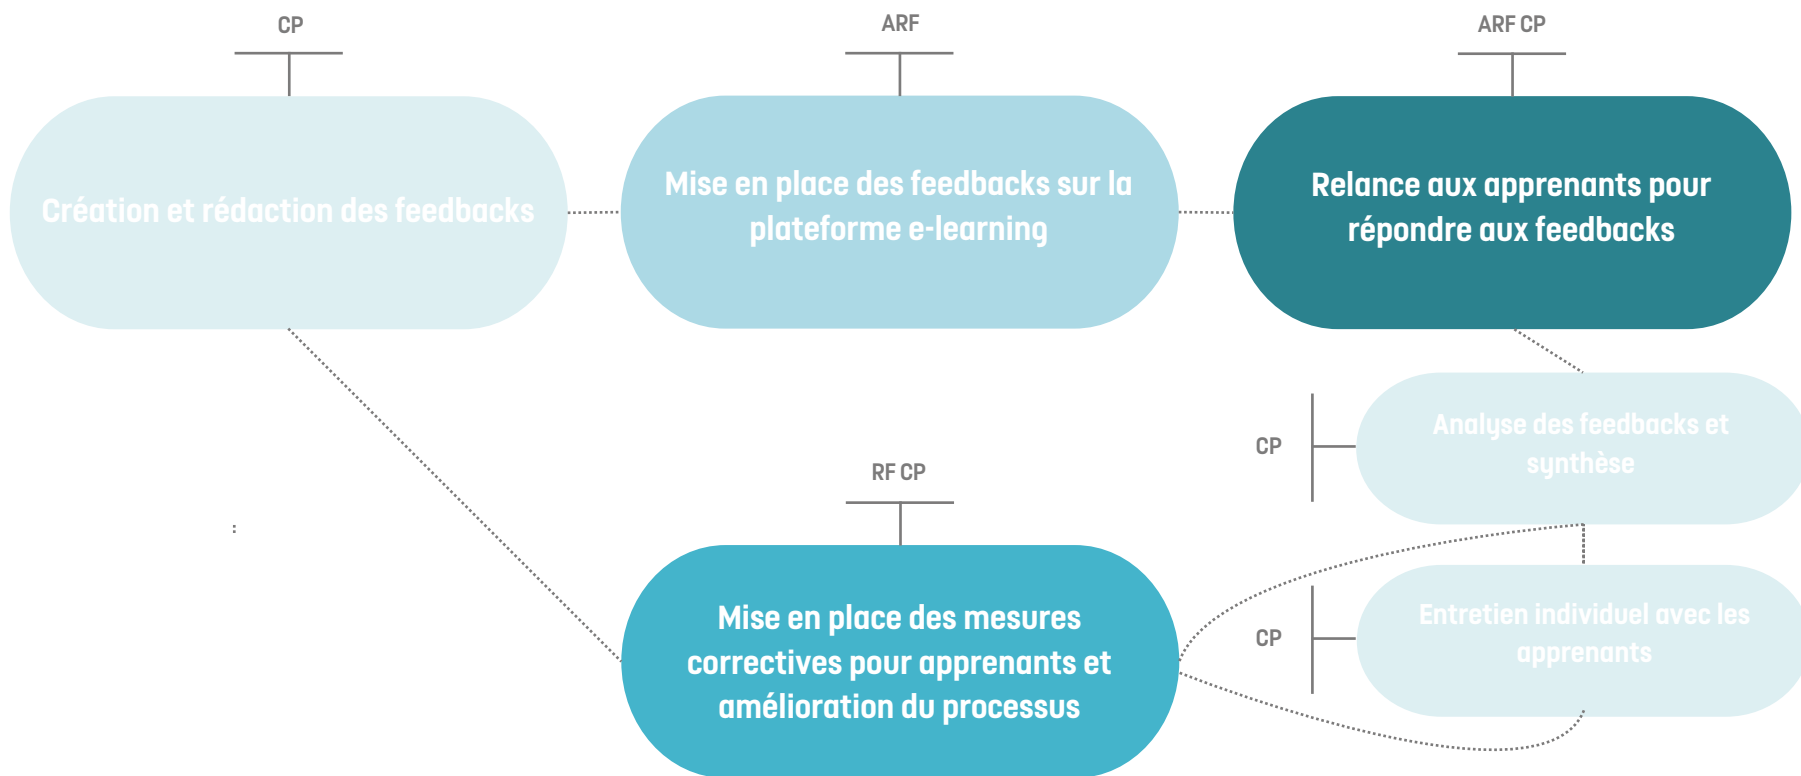 CP
ARF
ARF CP
Création et rédaction des feedbacks
Mise en place des feedbacks sur la
plateforme e-learning
Relance aux apprenants pour
répondre aux feedbacks
CP
Analyse des feedbacks et
synthèse
RF CP
:
Mise en place des mesures
correctives pour apprenants et
amélioration du processus
CP
Entretien individuel avec les
apprenants